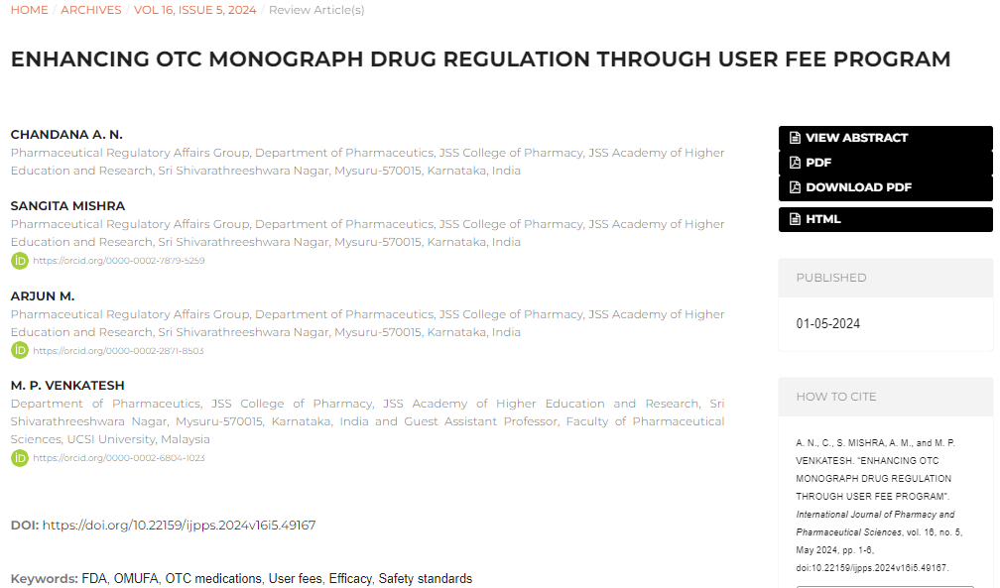 HOME / ARCHIVES / VOL 16, ISSUE 5, 2024 / Review Article(s)
ENHANCING OTC MONOGRAPH DRUG REGULATION THROUGH USER FEE PROGRAM
CHANDANA A. N.
Pharmaceutical Regulatory Affairs Group, Department of Pharmaceutics, JSS College of Pharmacy, JSS Academy of Higher
Education and Research, Sri Shivarathreeshwara Nagar, Mysuru-570015, Karnataka, India
SANGITA MISHRA
Pharmaceutical Regulatory Affairs Group, Department of Pharmaceutics, JSS College of Pharmacy, JSS Academy of Higher
Education and Research, Sri Shivarathreeshwara Nagar, Mysuru-570015, Karnataka, India
iD https://orcid.org/0000-0002-7879-5259
ARJUN M.
Pharmaceutical Regulatory Affairs Group, Department of Pharmaceutics, JSS College of Pharmacy, JSS Academy of Higher
Education and Research, Sri Shivarathreeshwara Nagar, Mysuru-570015, Karnataka, India
iD https://orcid.org/0000-0002-2871-8503
M. P. VENKATESH
Department of Pharmaceutics, JSS College of Pharmacy, JSS Academy of Higher Education and Research, Sri
Shivarathreeshwara Nagar, Mysuru-570015, Karnataka, India and Guest Assistant Professor, Faculty of Pharmaceutical
Sciences, UCSI University, Malaysia
iD https://orcid.org/0000-0002-6804-1023
DOI: https://doi.org/10.22159/ijpps.2024v16i5.49167
Keywords: FDA, OMUFA, OTC medications, User fees, Efficacy, Safety standards
VIEW ABSTRACT
PDF
DOWNLOAD PDF
HTML
PUBLISHED
01-05-2024
HOW TO CITE
A. N., C., S. MISHRA, A. M., and M. P.
VENKATESH. "ENHANCING OTC
MONOGRAPH DRUG REGULATION
THROUGH USER FEE PROGRAM".
International Journal of Pharmacy and
Pharmaceutical Sciences, vol. 16, no. 5,
May 2024, pp. 1-6,
doi:10.22159/ijpps.2024v16i5.49167.